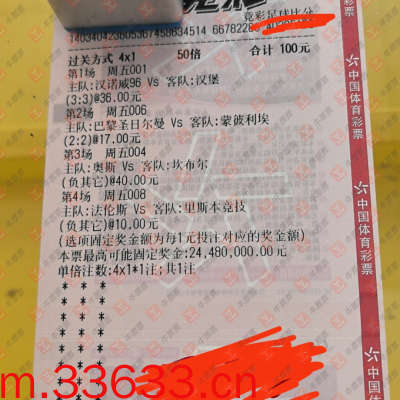 竞彩足球比分
过关方式 4x1 50倍 合计 100元
第1场 周五001
主队:汉诺威96 Vs 客队:汉堡
(3:3)@36.00元
第2场 周五006
主队:巴黎圣日尔曼 Vs 客队:蒙彼利埃
(2:2)@17.00元
第3场 周五004
主队:奥斯 Vs 客队:坎布尔
(负其它)@40.00元
第4场 周五008
主队:法伦斯 Vs 客队:里斯本竞技
(负其它)@10.00元
(选项固定奖金额为每1元投注对应的奖金额)
本票最高可能固定奖金:24,480,000.00元
单倍注数:4x1*1注;共1注
* * *
* * *
* * *
* * *
* * *
* * *
* * *
中国体育彩票
中国体育彩票
中国体育彩票
m.33633.cn